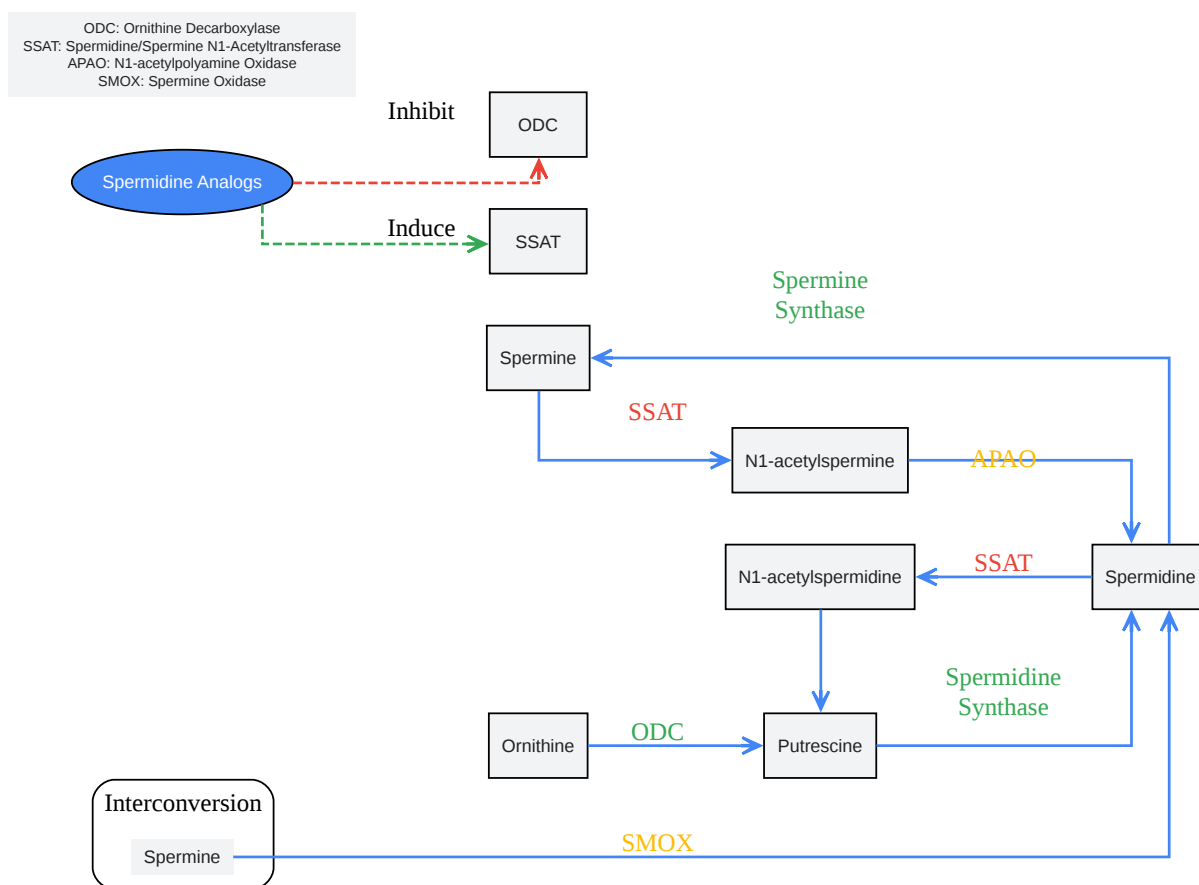 ODC: Ornithine Decarboxylase
SSAT: Spermidine/Spermine N1-Acetyltransferase
APAO: N1-acetylpolyamine Oxidase
SMOX: Spermine Oxidase
Inhibit
ODC
Spermidine Analogs
Induce
SSAT
Spermine
Synthase
Spermine
SSAT
N1-acetylspermine
APAO
N1-acetylspermidine
SSAT
Spermidine
Spermidine
Synthase
Ornithine
ODC
Putrescine
Interconversion
Spermine
SMOX